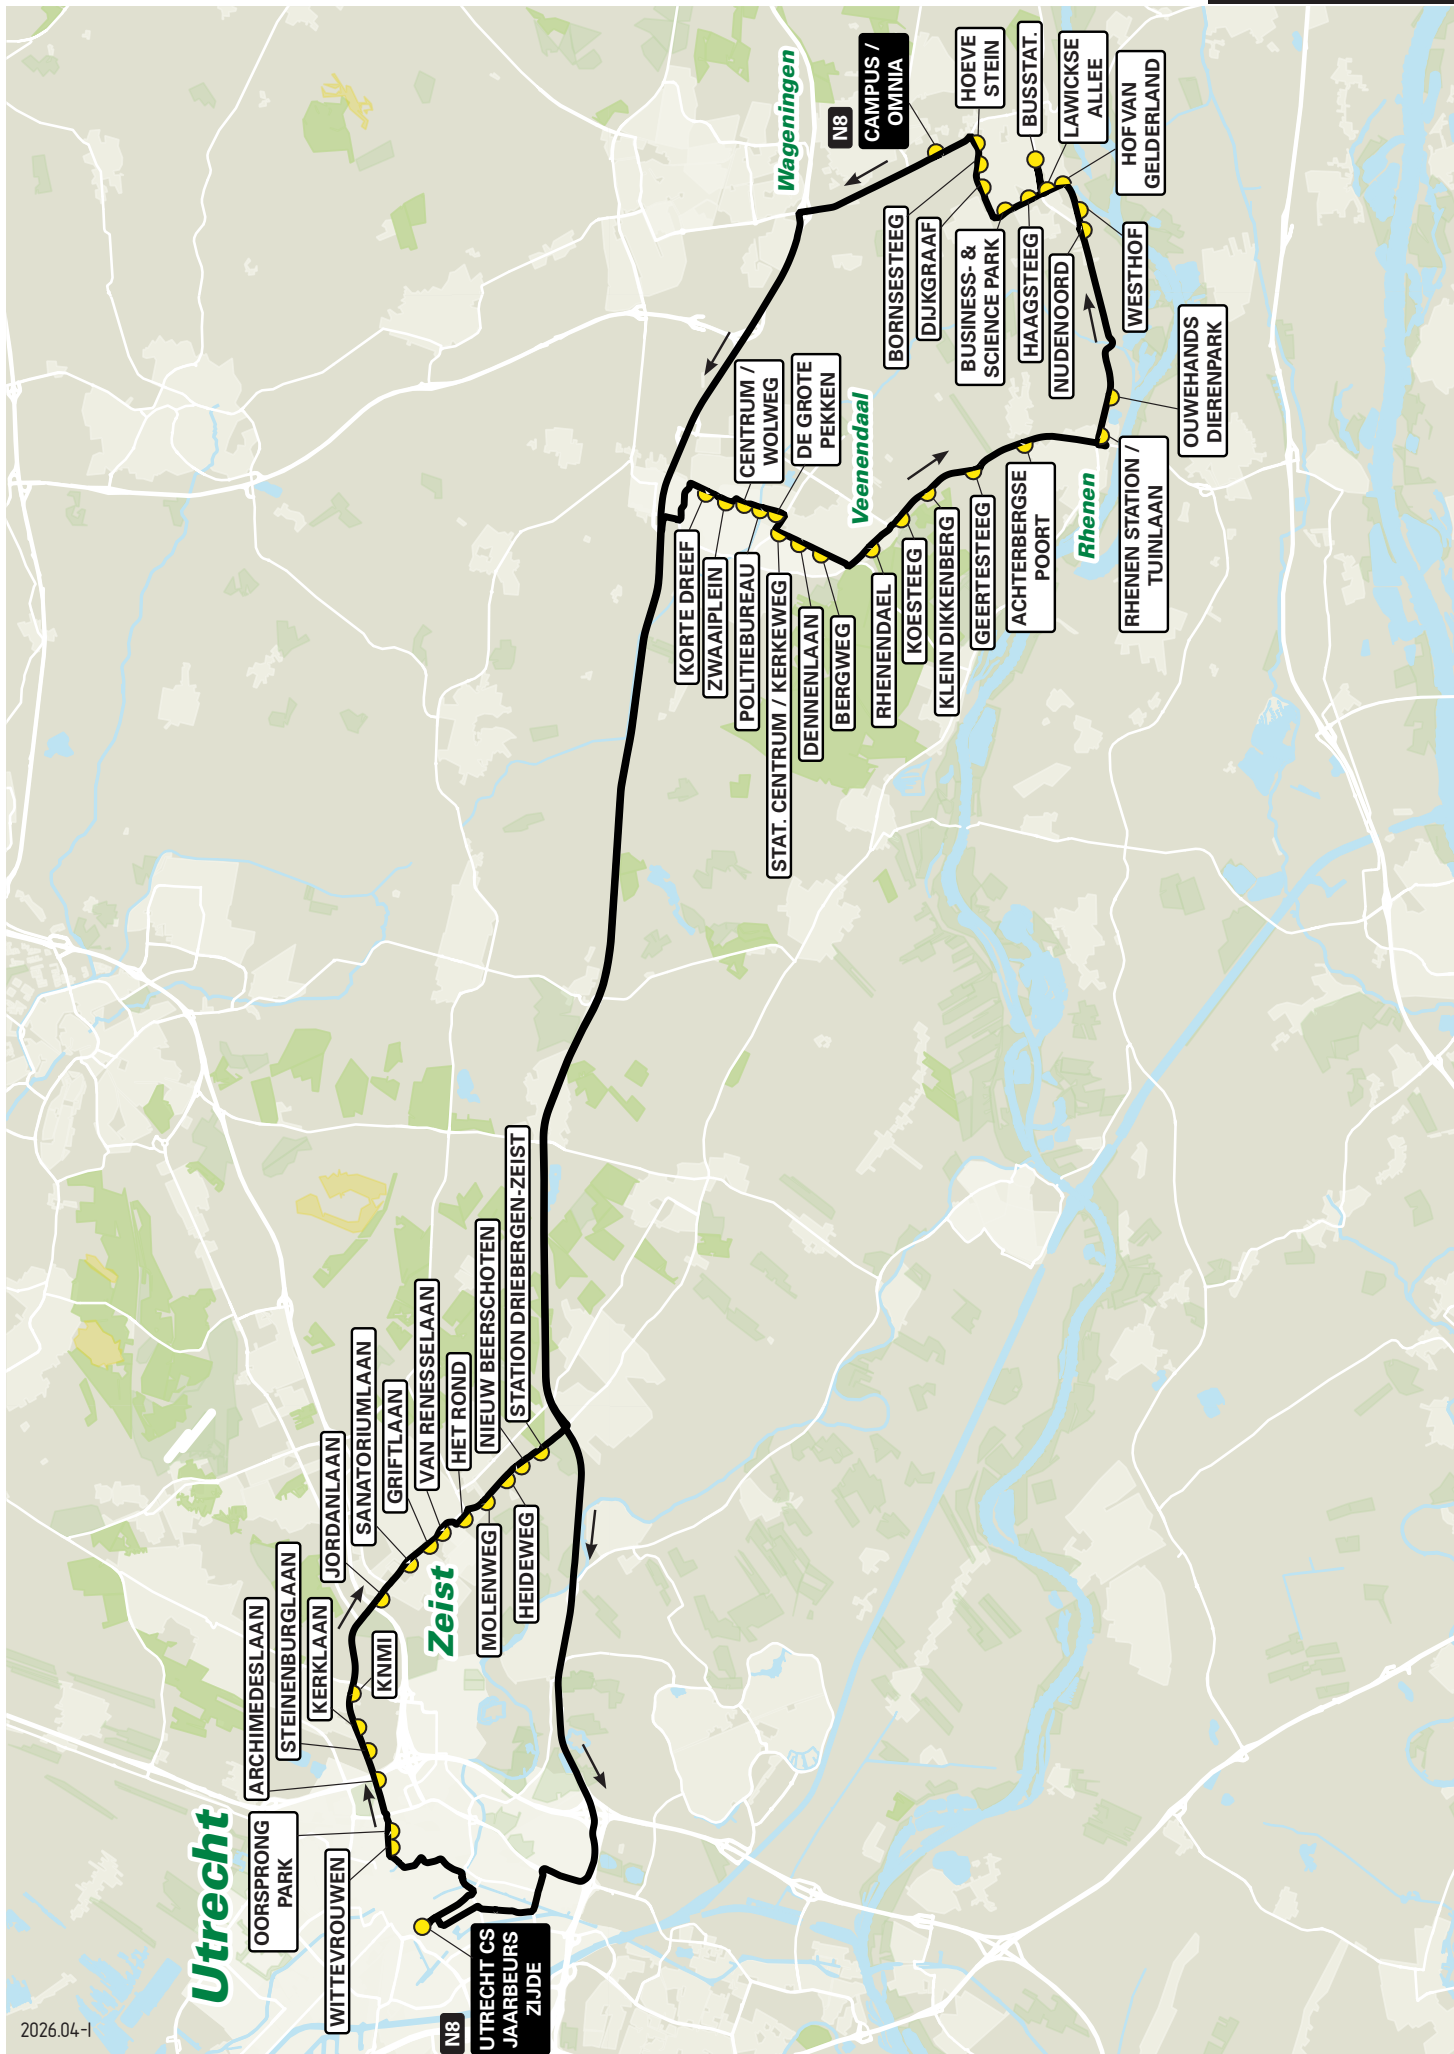 2026.04-I
Utrecht
N8
UTRECHT CS
JAARBEURS
ZIJDE
WITTEVROUWEN
OORSPRONG
PARK
ARCHIMEDESLAAN
STEINENBURGLAAN
KERKLAAN
KNMI
JORDANLAAN
SANATORIUMLAAN
GRIFTLAAN
VAN RENESSELAAN
HET ROND
Zeist
MOLENWEG
HEIDEWEG
NIEUW BEERSCHOTEN
STATION DRIEBERGEN-ZEIST
KORTE DREEF
ZWAAIPLEIN
CENTRUM /
WOLWEG
POLITIEBUREAU
DE GROTE
PEKKEN
STAT. CENTRUM / KERKEWEG
DENNENLAAN
BERGWEG
Veenendaal
RHENENDAEL
KOESTEEG
KLEIN DIKKENBERG
GEERTESTEEG
ACHTERBERGSE
POORT
Rhenen
RHENEN STATION /
TUINLAAN
OUWEHANDS
DIERENPARK
NUDENOORD
WESTHOF
HOF VAN
GELDERLAND
LAWICKSE
ALLEE
BUSSTAT.
HAAGSTEEG
BUSINESS- &
SCIENCE PARK
DIJKGRAAF
BORNSESTEEG
HOEVE
STEIN
Wageningen
N8
CAMPUS /
OMNIA